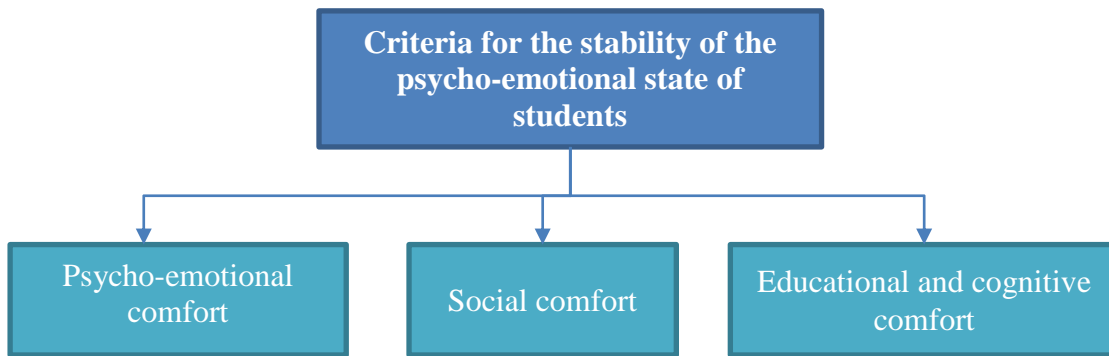 Criteria for the stability of the
psycho-emotional state of
students
Psycho-emotional
comfort
Social comfort
Educational and cognitive
comfort